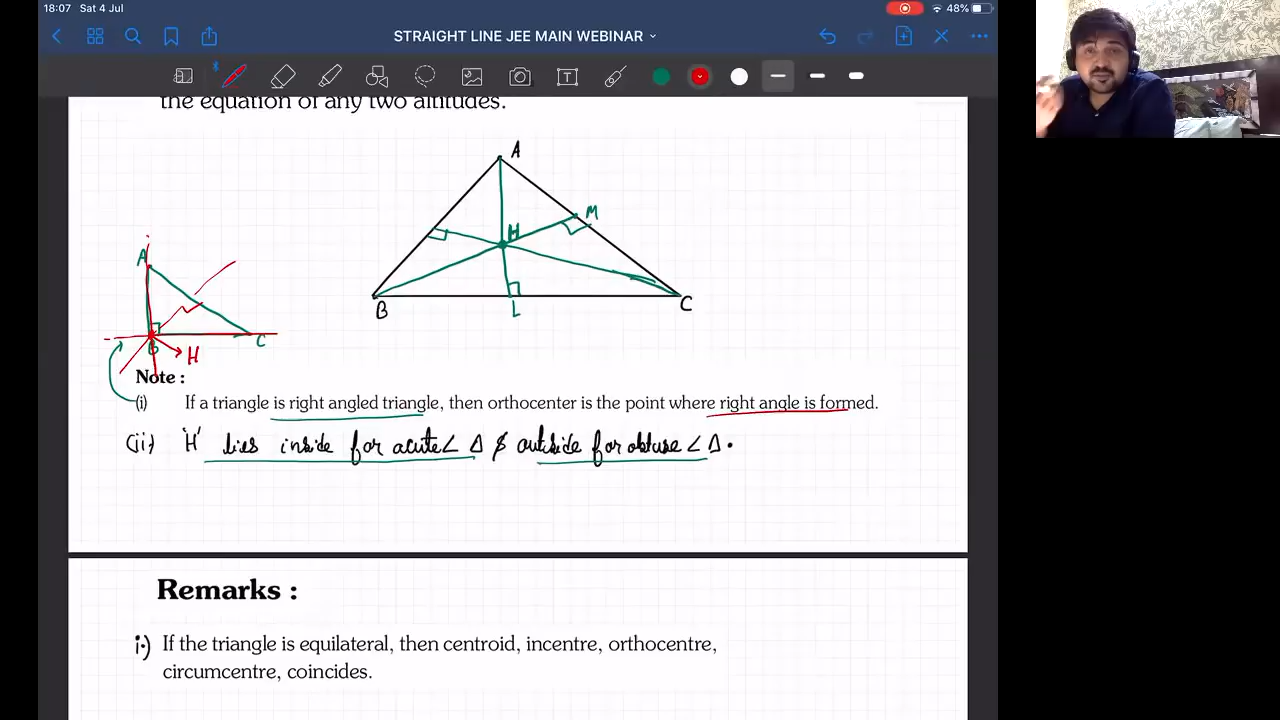 18:07 Sat 4 Jul
48%
STRAIGHT LINE JEE MAIN WEBINAR
T
the equation of any two altitudes.
A
M
H
B
L
C
A
B
C
H
Note :
(i) If a triangle is right angled triangle, then orthocenter is the point where right angle is formed.
(ii) 'H' lies inside for acute∠ Δ & outside for obtuse ∠ Δ.
Remarks :
i.) If the triangle is equilateral, then centroid, incentre, orthocentre,
circumcentre, coincides.